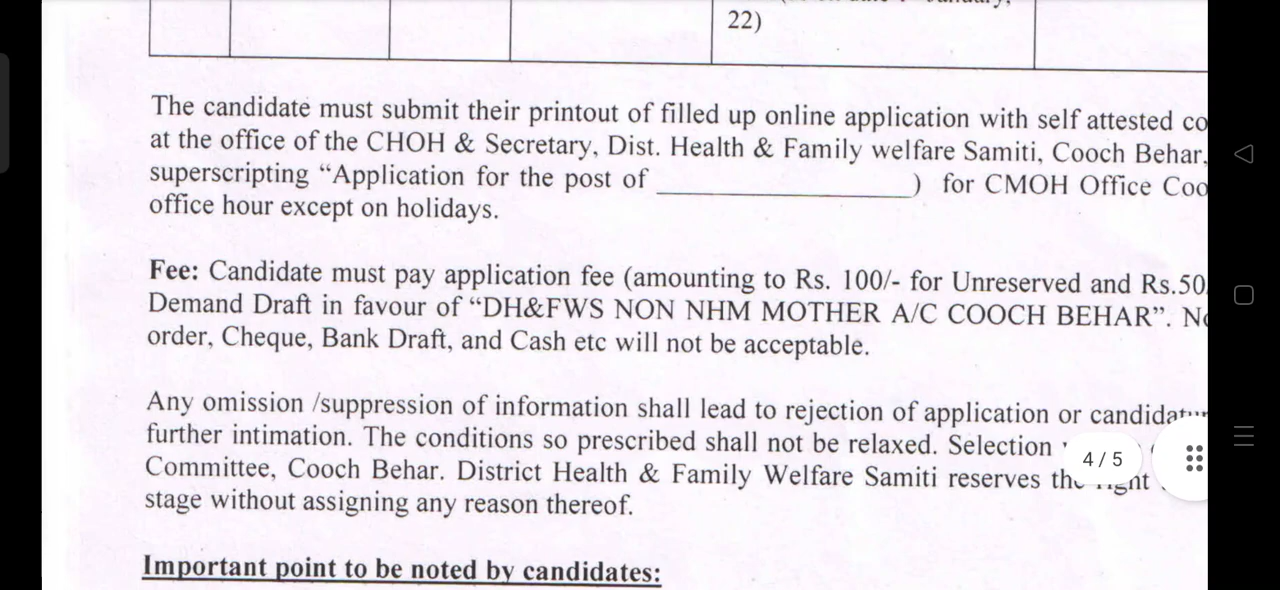 22)
The candidate must submit their printout of filled up online application with self attested co
at the office of the CHOH & Secretary, Dist. Health & Family welfare Samiti, Cooch Behar,
superscripting “Application for the post of ____________________) for CMOH Office Coo
office hour except on holidays.
Fee: Candidate must pay application fee (amounting to Rs. 100/- for Unreserved and Rs.50
Demand Draft in favour of “DH&FWS NON NHM MOTHER A/C COOCH BEHAR”. No
order, Cheque, Bank Draft, and Cash etc will not be acceptable.
Any omission /suppression of information shall lead to rejection of application or
further intimation. The conditions so prescribed shall not be relaxed. Selection
Committee, Cooch Behar. District Health & Family Welfare Samiti reserves the right
stage without assigning any reason thereof.
4 / 5
Important point to be noted by candidates: